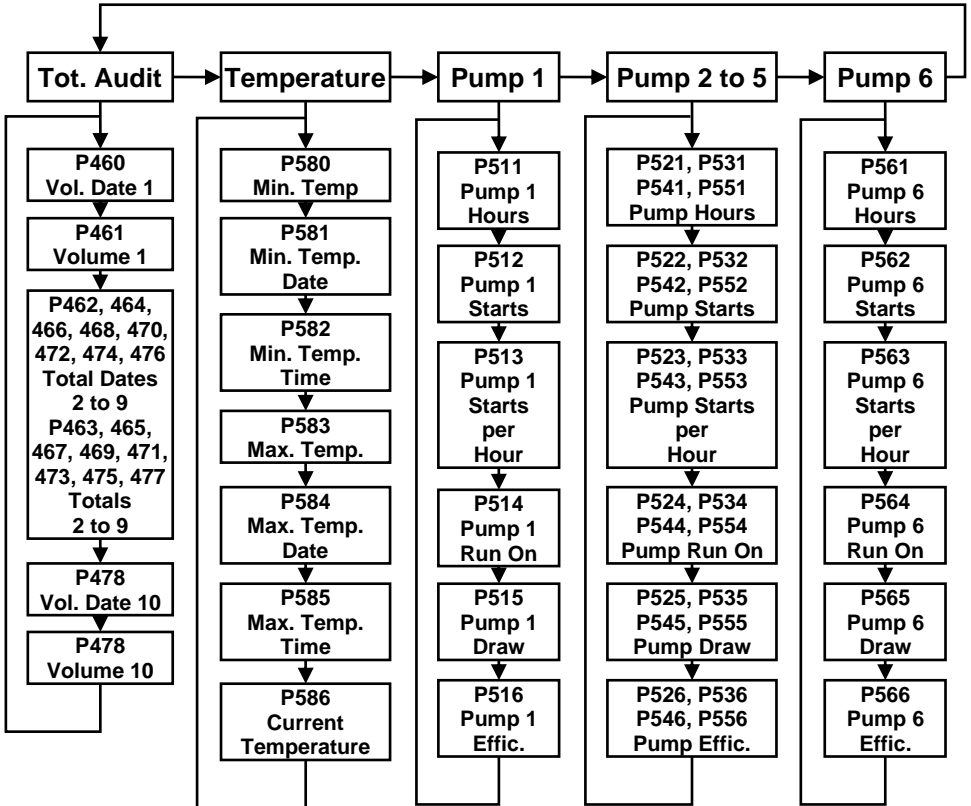 Tot. Audit
Temperature
Pump 1
Pump 2 to 5
Pump 6
P460
Vol. Date 1
P461
Volume 1
P462, 464,
466, 468, 470,
472, 474, 476
Total Dates
2 to 9
P463, 465,
467, 469, 471,
473, 475, 477
Totals
2 to 9
P478
Vol. Date 10
P478
Volume 10
P580
Min. Temp
P581
Min. Temp.
Date
P582
Min. Temp.
Time
P583
Max. Temp.
P584
Max. Temp.
Date
P585
Max. Temp.
Time
P586
Current
Temperature
P511
Pump 1
Hours
P512
Pump 1
Starts
P513
Pump 1
Starts
per
Hour
P514
Pump 1
Run On
P515
Pump 1
Draw
P516
Pump 1
Effic.
P521, P531
P541, P551
Pump Hours
P522, P532
P542, P552
Pump Starts
P523, P533
P543, P553
Pump Starts
per
Hour
P524, P534
P544, P554
Pump Run On
P525, P535
P545, P555
Pump Draw
P526, P536
P546, P556
Pump Effic.
P561
Pump 6
Hours
P562
Pump 6
Starts
P563
Pump 6
Starts
per
Hour
P564
Pump 6
Run On
P565
Pump 6
Draw
P566
Pump 6
Effic.